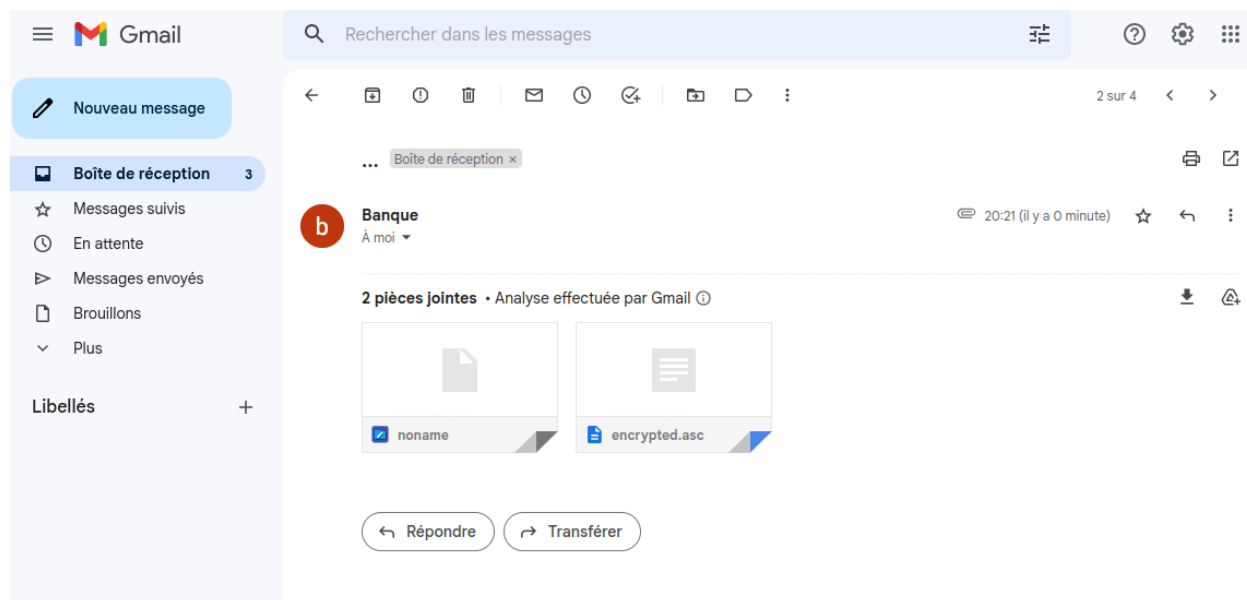 Gmail
Rechercher dans les messages
Nouveau message
2 sur 4
Boîte de réception 3
Messages suivis
En attente
Messages envoyés
Brouillons
Plus
Libellés
... Boîte de réception ×
b
Banque
20:21 (il y a 0 minute)
À moi
2 pièces jointes • Analyse effectuée par Gmail
noname
encrypted.asc
Répondre
Transférer